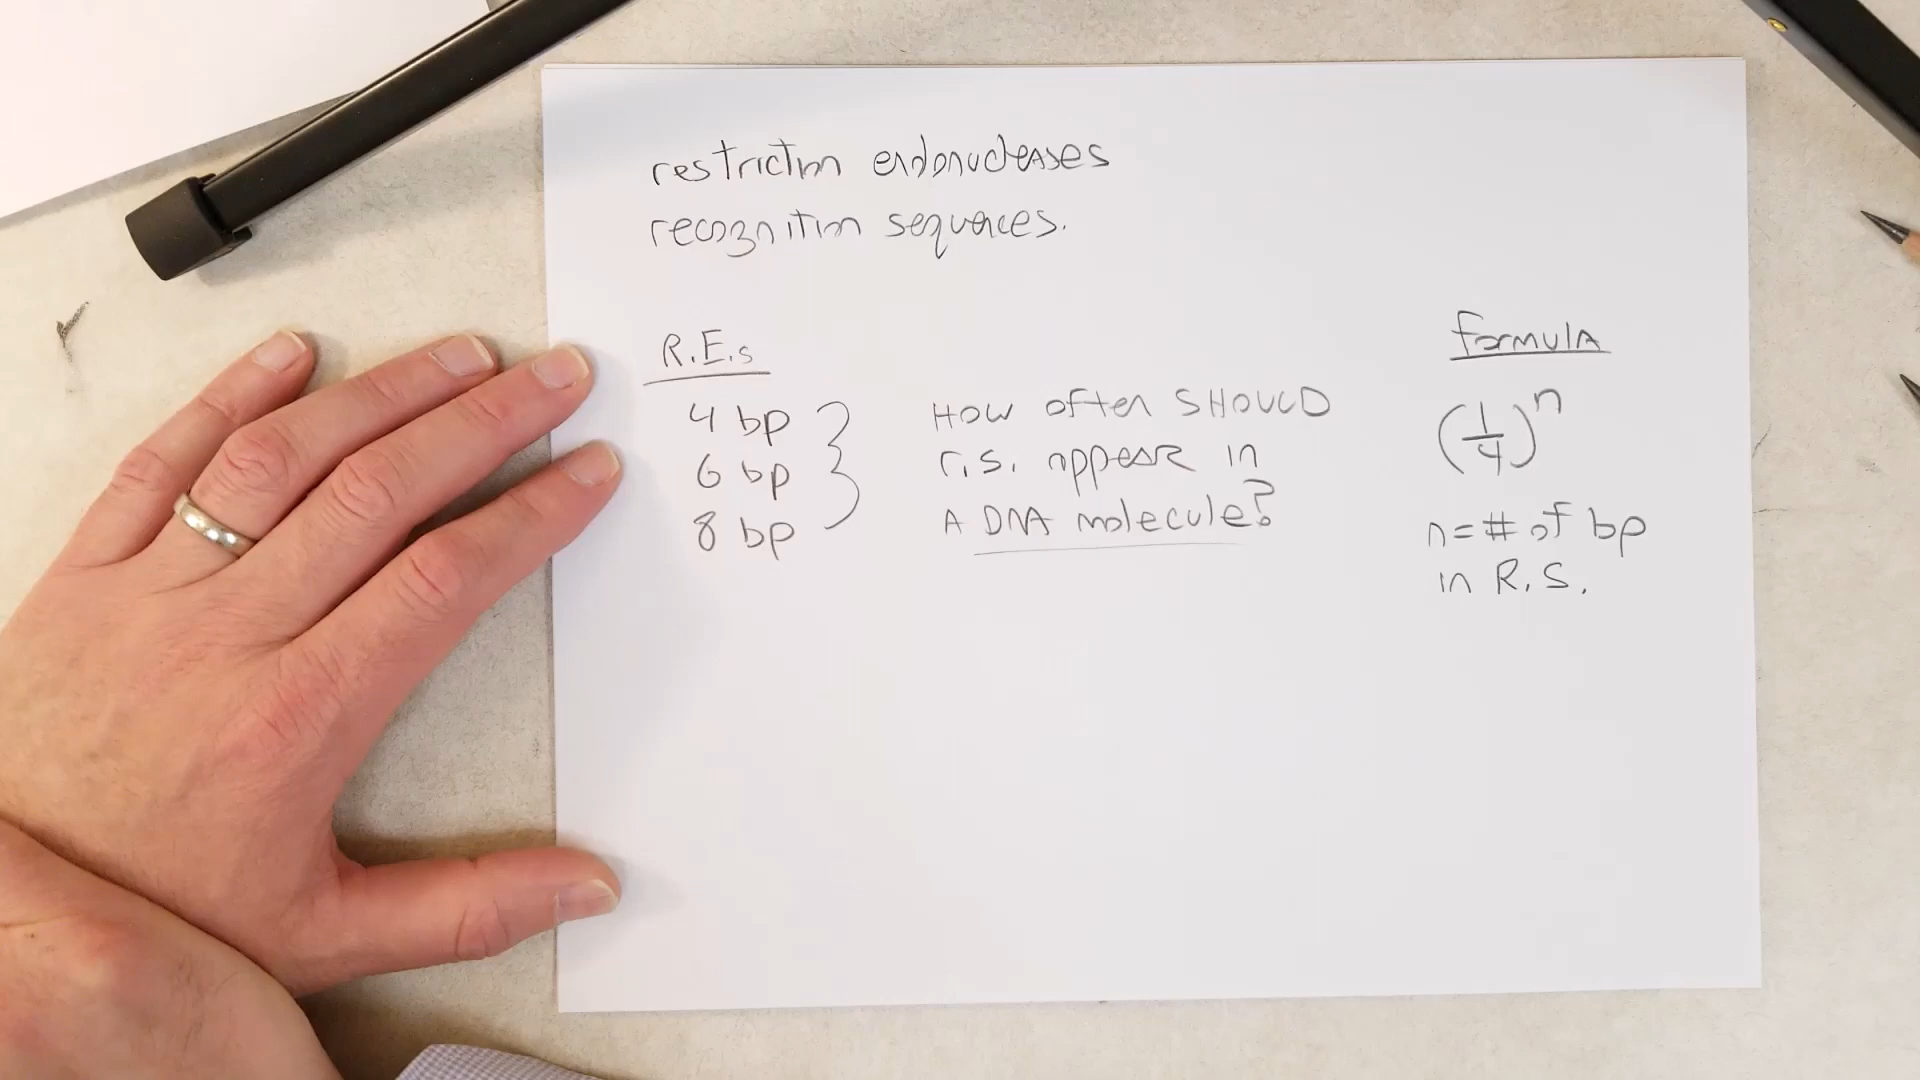 restriction endonucleases
recognition sequences.
R.E.s
4 bp
6 bp
8 bp
How often SHOULD
r.s. appear in
A DNA molecule?
formula
(1/4)^n
n=# of bp
in R.S.